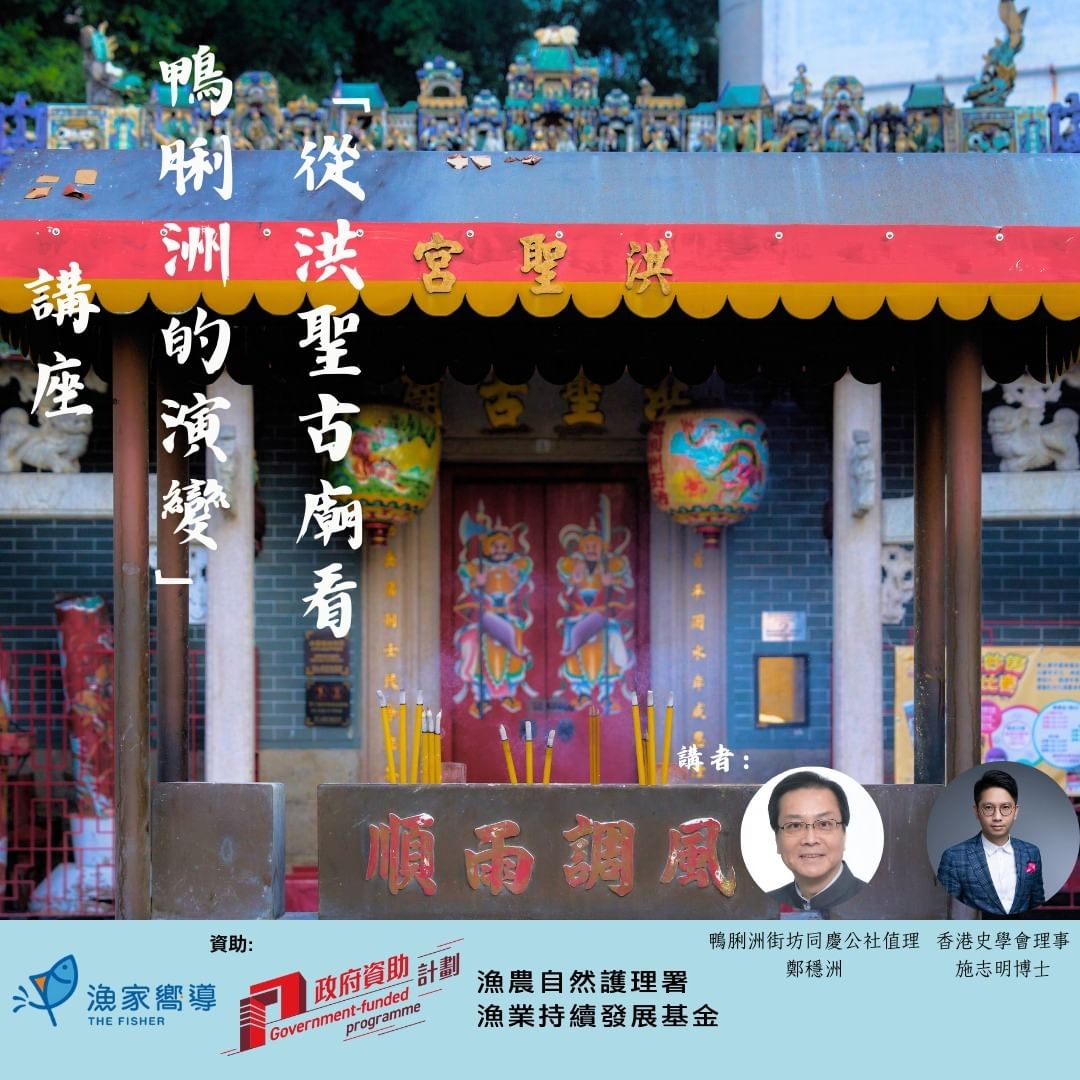 「從洪聖古廟看
鴨脷洲的演變」
講座
洪聖宮
洪聖古廟
風調雨順
講者：
鴨脷洲街坊同慶公社值理
鄭穩洲
香港史學會理事
施志明博士
資助:
漁家嚮導
THE FISHER
政府資助計劃
Government-funded
programme
漁農自然護理署
漁業持續發展基金